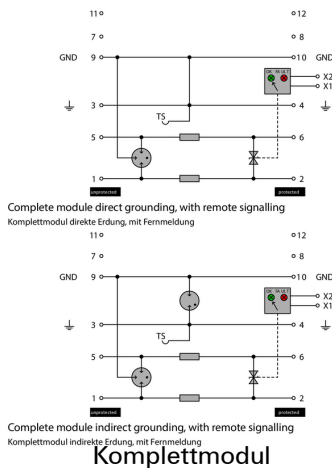 11 12
7 8
GND 9 10 GND
OK FAULT
X2
X1
3 4
TS
5 6
1 2
unprotected protected
Complete module direct grounding, with remote signalling
Komplettmodul direkte Erdung, mit Fernmeldung
11 12
7 8
GND 9 10 GND
OK FAULT
X2
X1
3 4
TS
5 6
1 2
unprotected protected
Complete module indirect grounding, with remote signalling
Komplettmodul indirekte Erdung, mit Fernmeldung
Komplettmodul